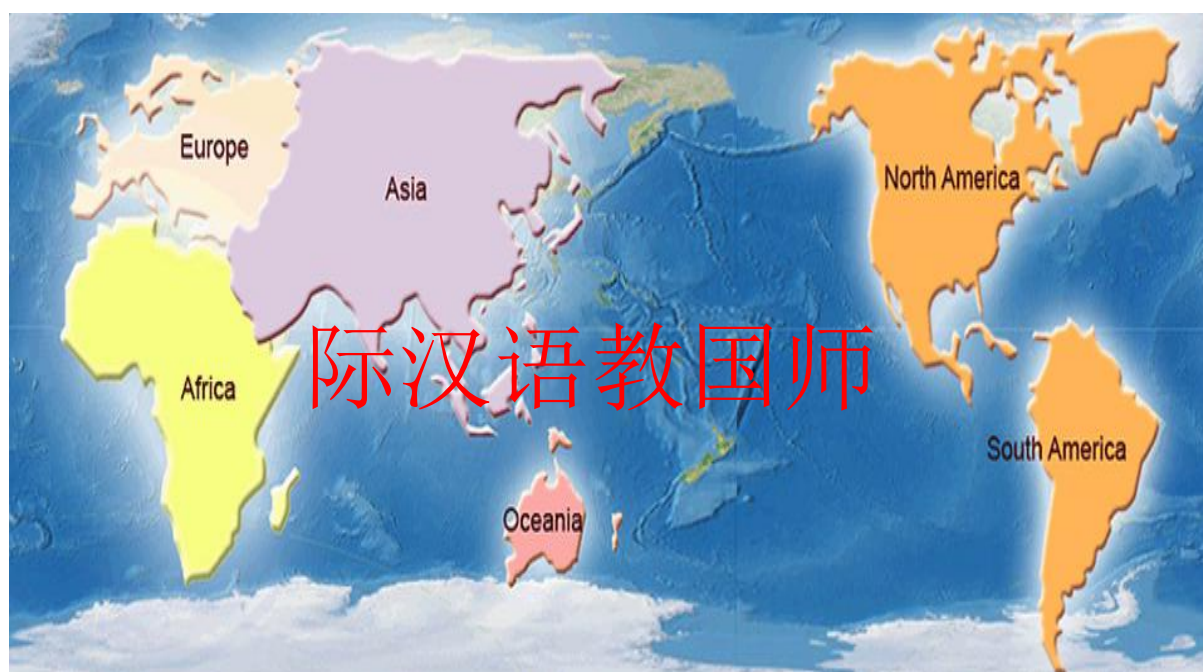 Europe
Asia
North America
际汉语教国师
Africa
South America
Oceania